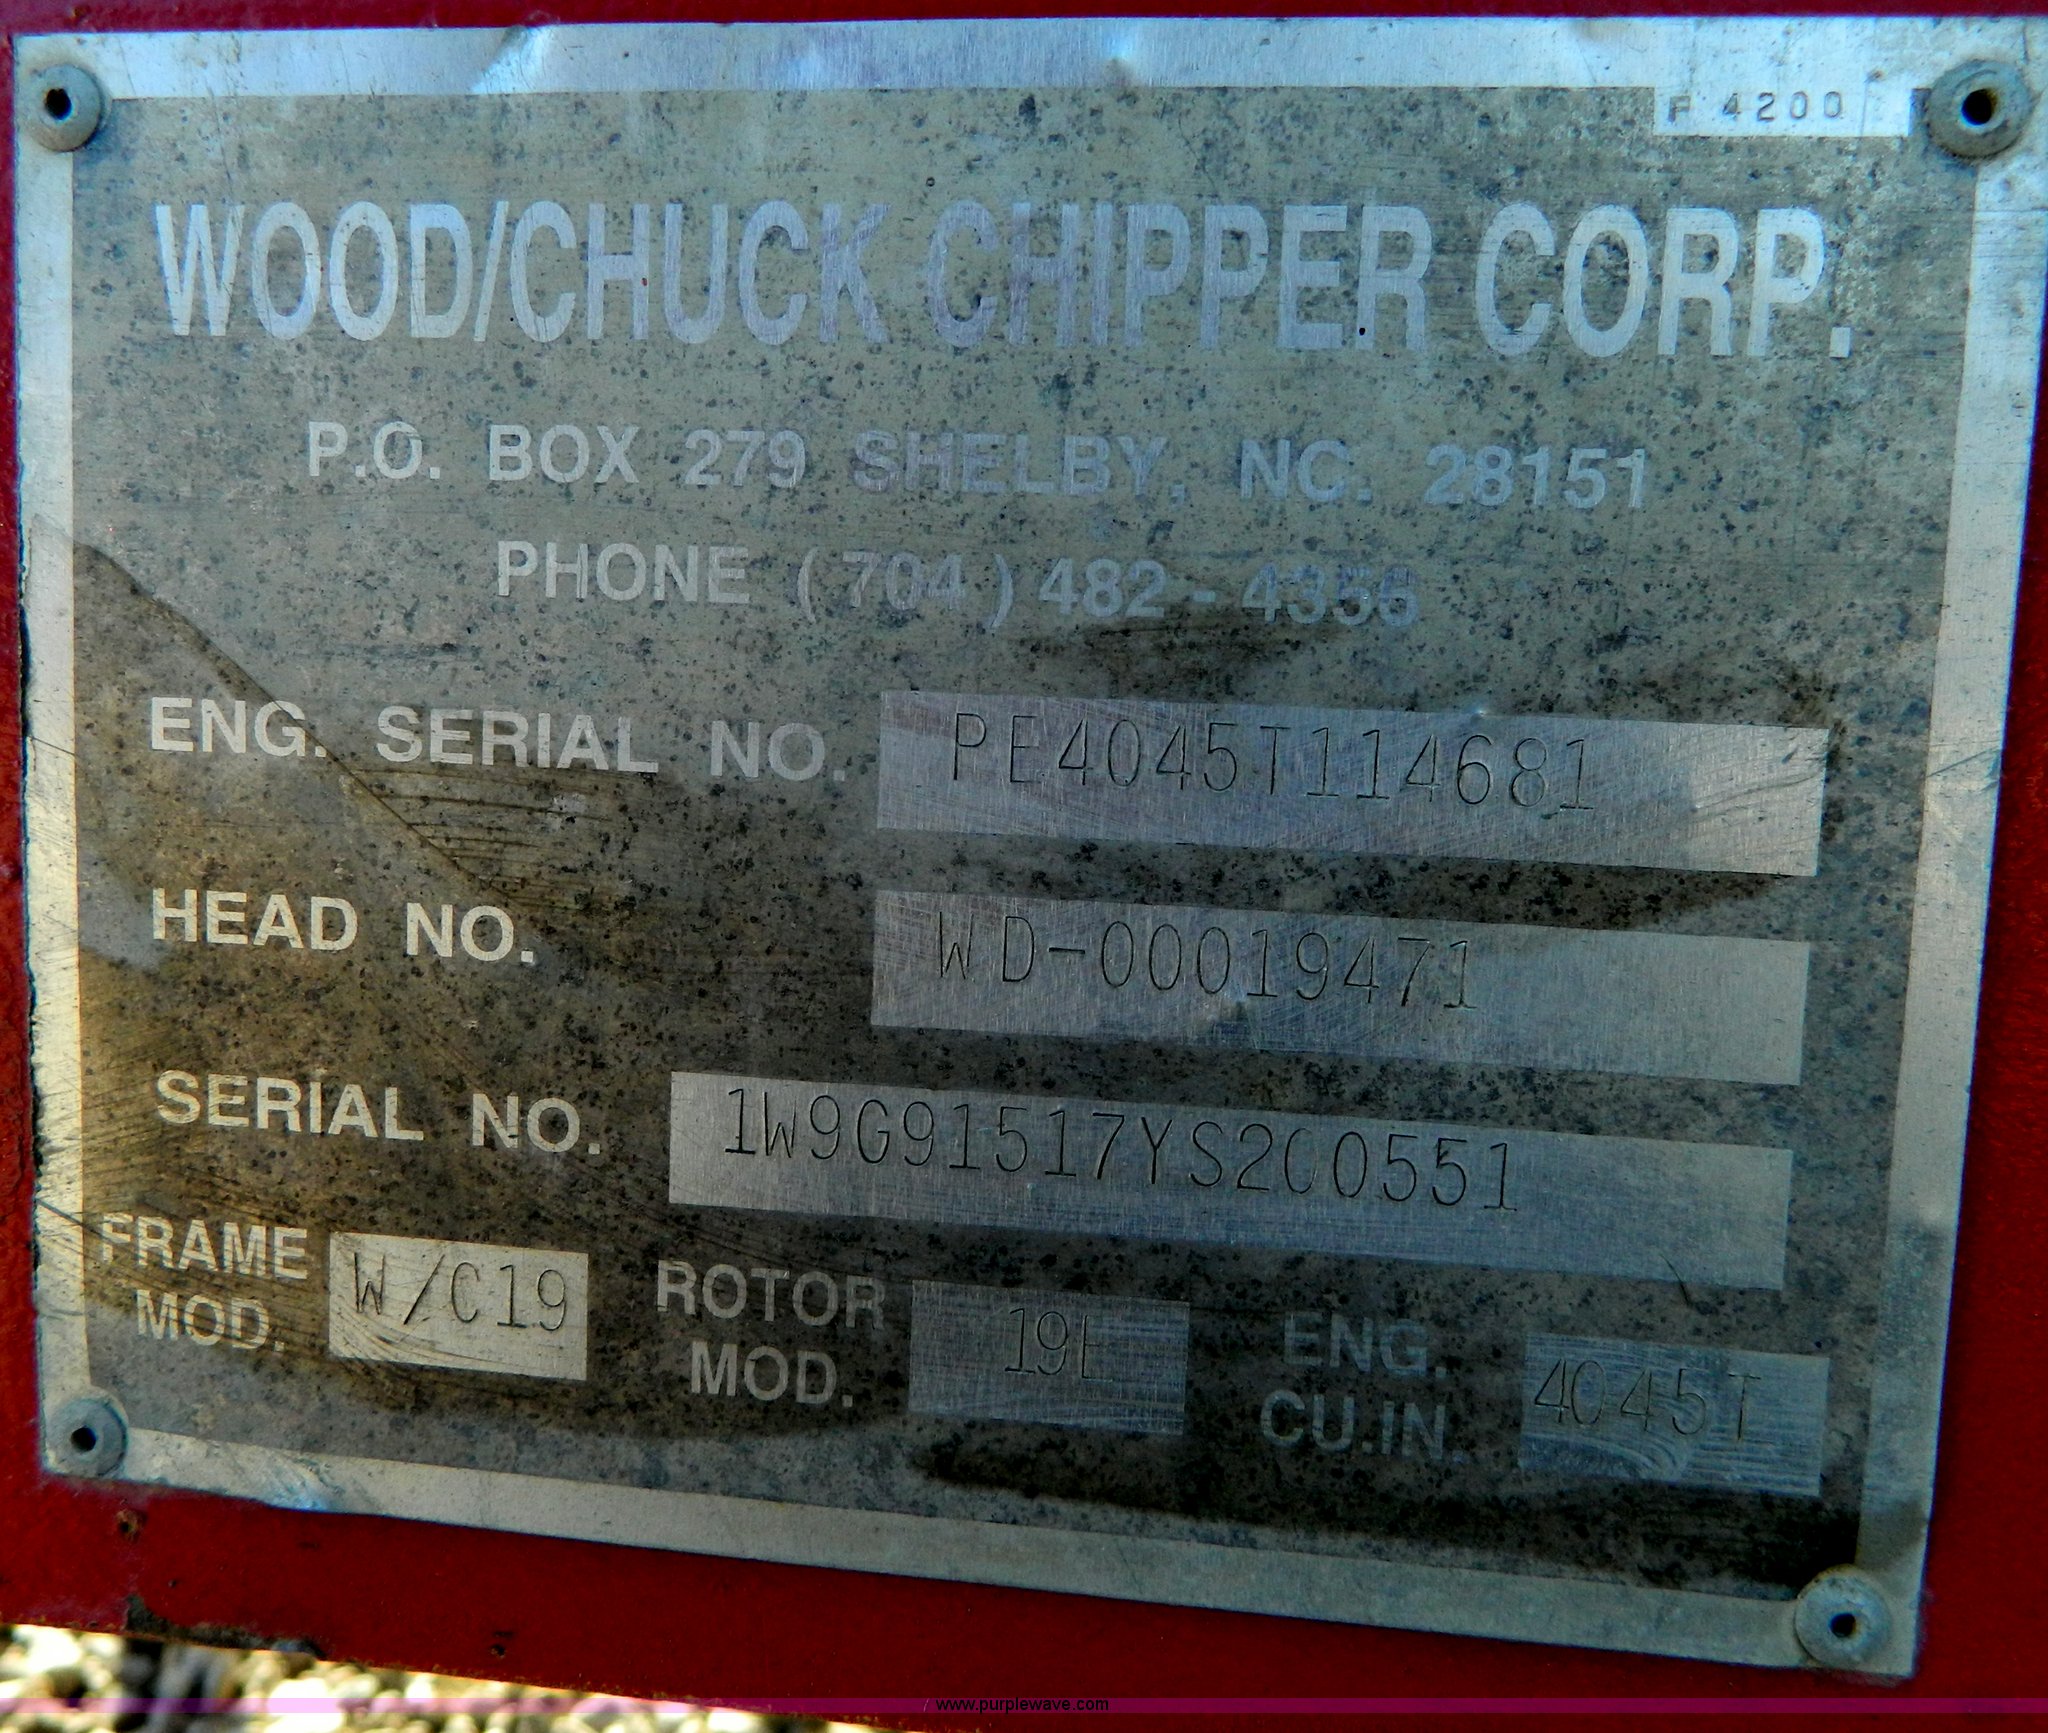 F 4200
WOOD/CHUCK CHIPPER CORP.
P.O. BOX 279 SHELBY, NC. 28151
PHONE (704) 482-4356
ENG. SERIAL NO. PE4045T114681
HEAD NO. WD-00019471
SERIAL NO. 1W9G91517YS200551
FRAME MOD. W/C19 ROTOR MOD. 19E ENG. CU.IN. 4045T
www.purplewave.com